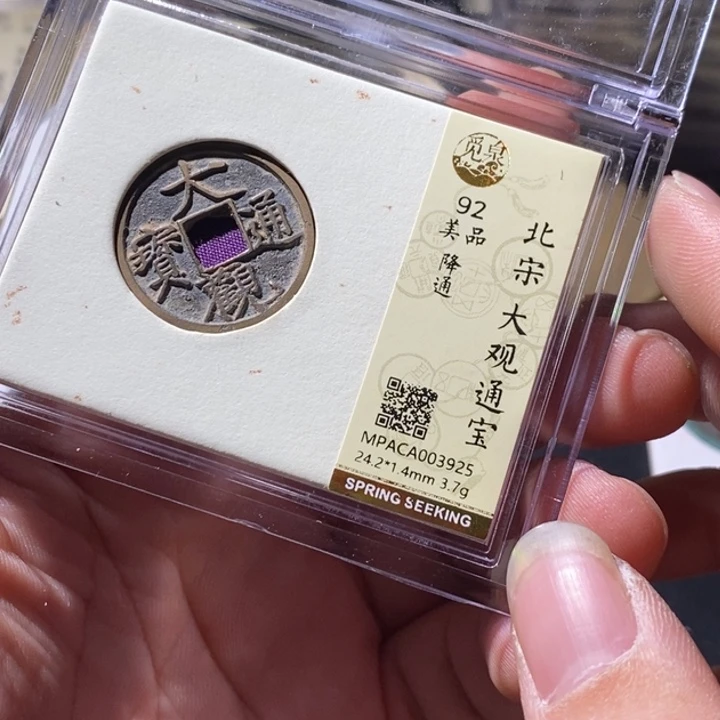 大觀通寶
觅泉
92
美品
降通
北宋 大观通宝
MPACA003925
24.2*1.4mm 3.7g
SPRING SEEKING